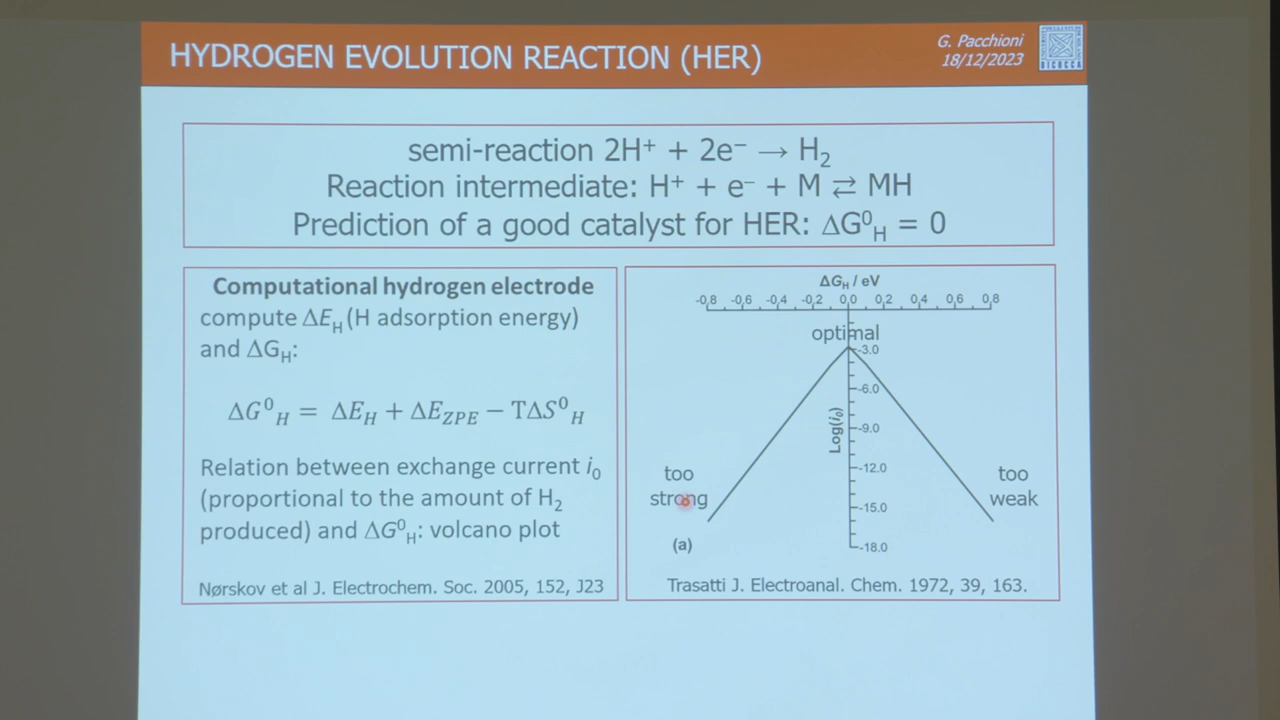 HYDROGEN EVOLUTION REACTION (HER)
G. Pacchioni
18/12/2023
BICOCCA
semi-reaction 2H⁺ + 2e⁻ → H₂
Reaction intermediate: H⁺ + e⁻ + M ⇄ MH
Prediction of a good catalyst for HER: ΔG⁰H = 0
Computational hydrogen electrode
compute ΔEH (H adsorption energy)
and ΔGH:
ΔG⁰H = ΔEH + ΔEZPE − TΔS⁰H
Relation between exchange current i₀
(proportional to the amount of H₂
produced) and ΔG⁰H: volcano plot
Nørskov et al J. Electrochem. Soc. 2005, 152, J23
ΔGH / eV
-0,8 -0,6 -0,4 -0,2 0,0 0,2 0,4 0,6 0,8
optimal
-3.0
-6.0
Log(i₀)
-9.0
-12.0
-15.0
-18.0
too
strong
too
weak
(a)
Trasatti J. Electroanal. Chem. 1972, 39, 163.